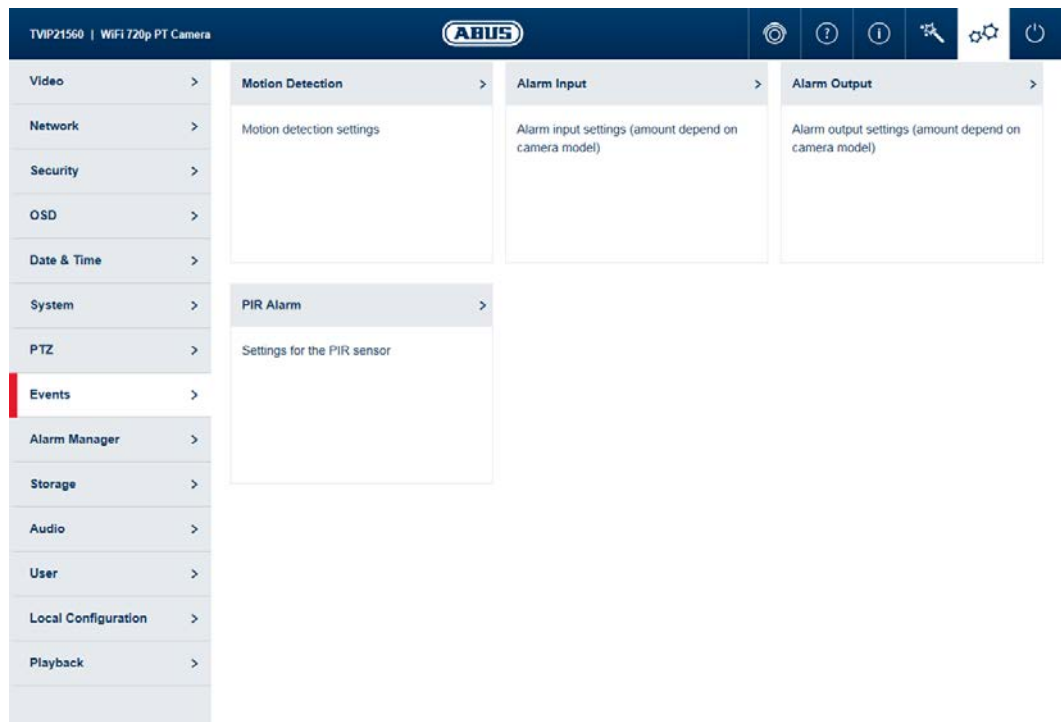 TVIP21560 | WiFi 720p PT Camera
ABUS
Video
Network
Security
OSD
Date & Time
System
PTZ
Events
Alarm Manager
Storage
Audio
User
Local Configuration
Playback
Motion Detection
Motion detection settings
Alarm Input
Alarm input settings (amount depend on
camera model)
Alarm Output
Alarm output settings (amount depend on
camera model)
PIR Alarm
Settings for the PIR sensor